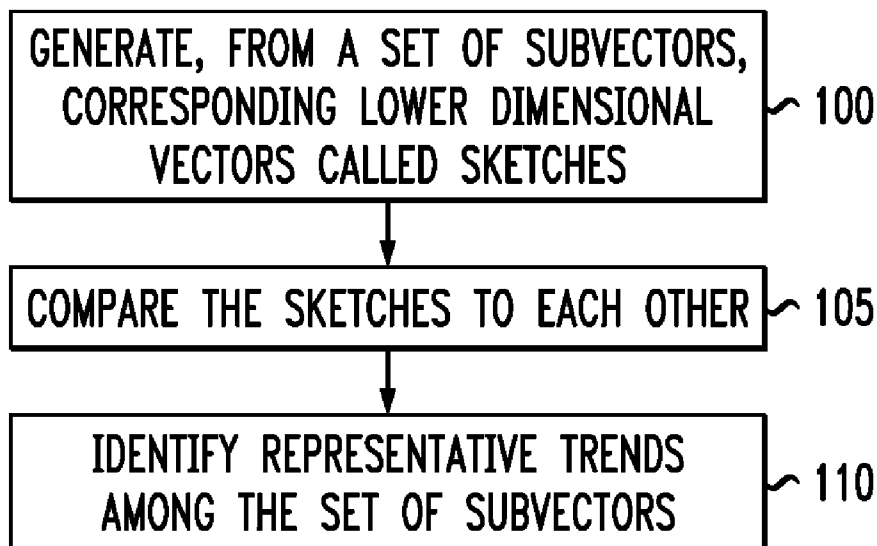 GENERATE, FROM A SET OF SUBVECTORS,
CORRESPONDING LOWER DIMENSIONAL
VECTORS CALLED SKETCHES
100
COMPARE THE SKETCHES TO EACH OTHER
105
IDENTIFY REPRESENTATIVE TRENDS
AMONG THE SET OF SUBVECTORS
110